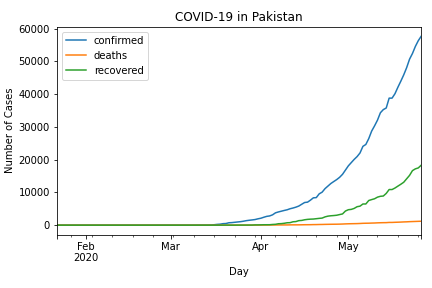 COVID-19 in Pakistan
confirmed
deaths
recovered
60000
50000
40000
30000
20000
10000
0
Number of Cases
Feb
2020
Mar
Apr
May
Day